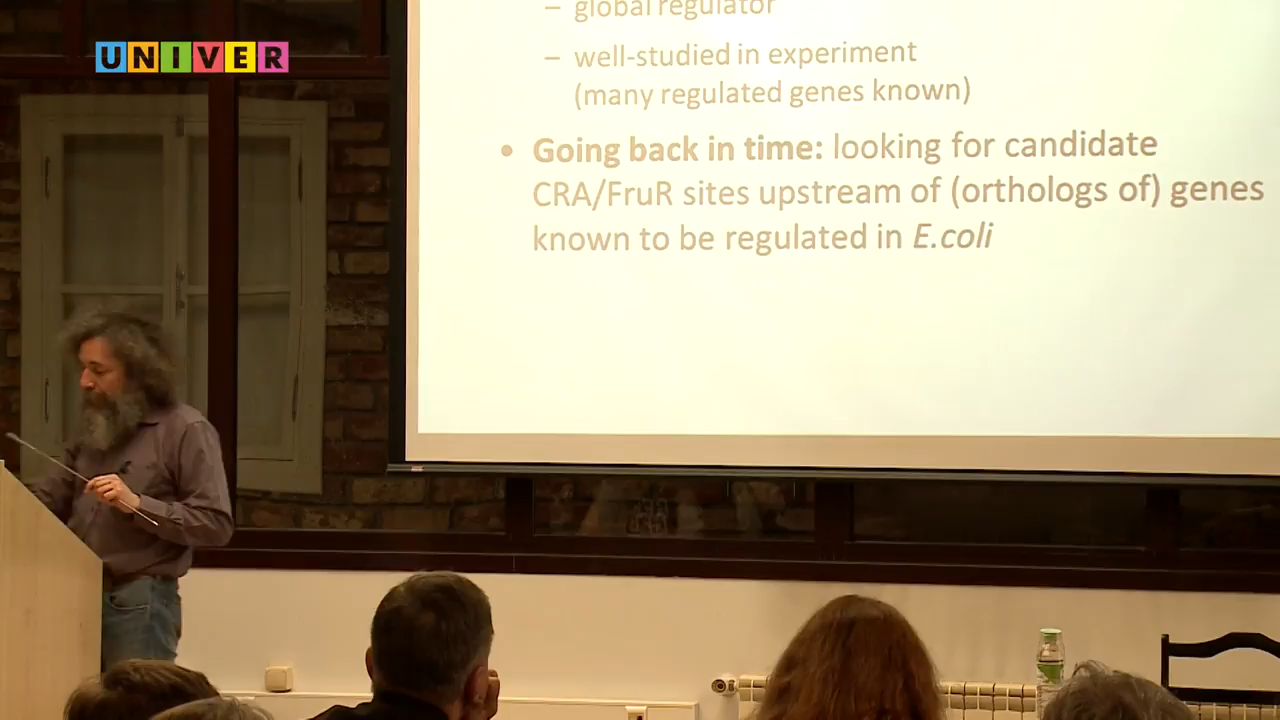 UNIVER
– global regulator
– well-studied in experiment
(many regulated genes known)
• Going back in time: looking for candidate
CRA/FruR sites upstream of (orthologs of) genes
known to be regulated in E.coli